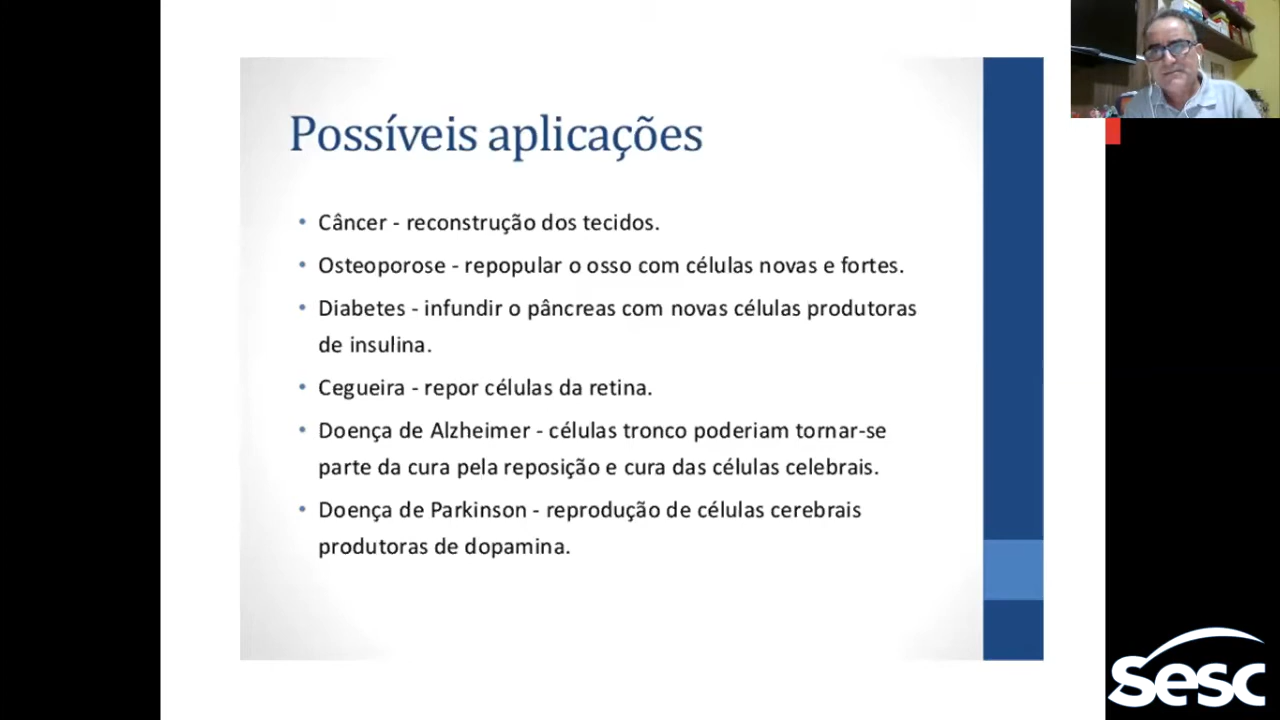 Possíveis aplicações
• Câncer - reconstrução dos tecidos.
• Osteoporose - repopular o osso com células novas e fortes.
• Diabetes - infundir o pâncreas com novas células produtoras
de insulina.
• Cegueira - repor células da retina.
• Doença de Alzheimer - células tronco poderiam tornar-se
parte da cura pela reposição e cura das células celebrais.
• Doença de Parkinson - reprodução de células cerebrais
produtoras de dopamina.
Sesc